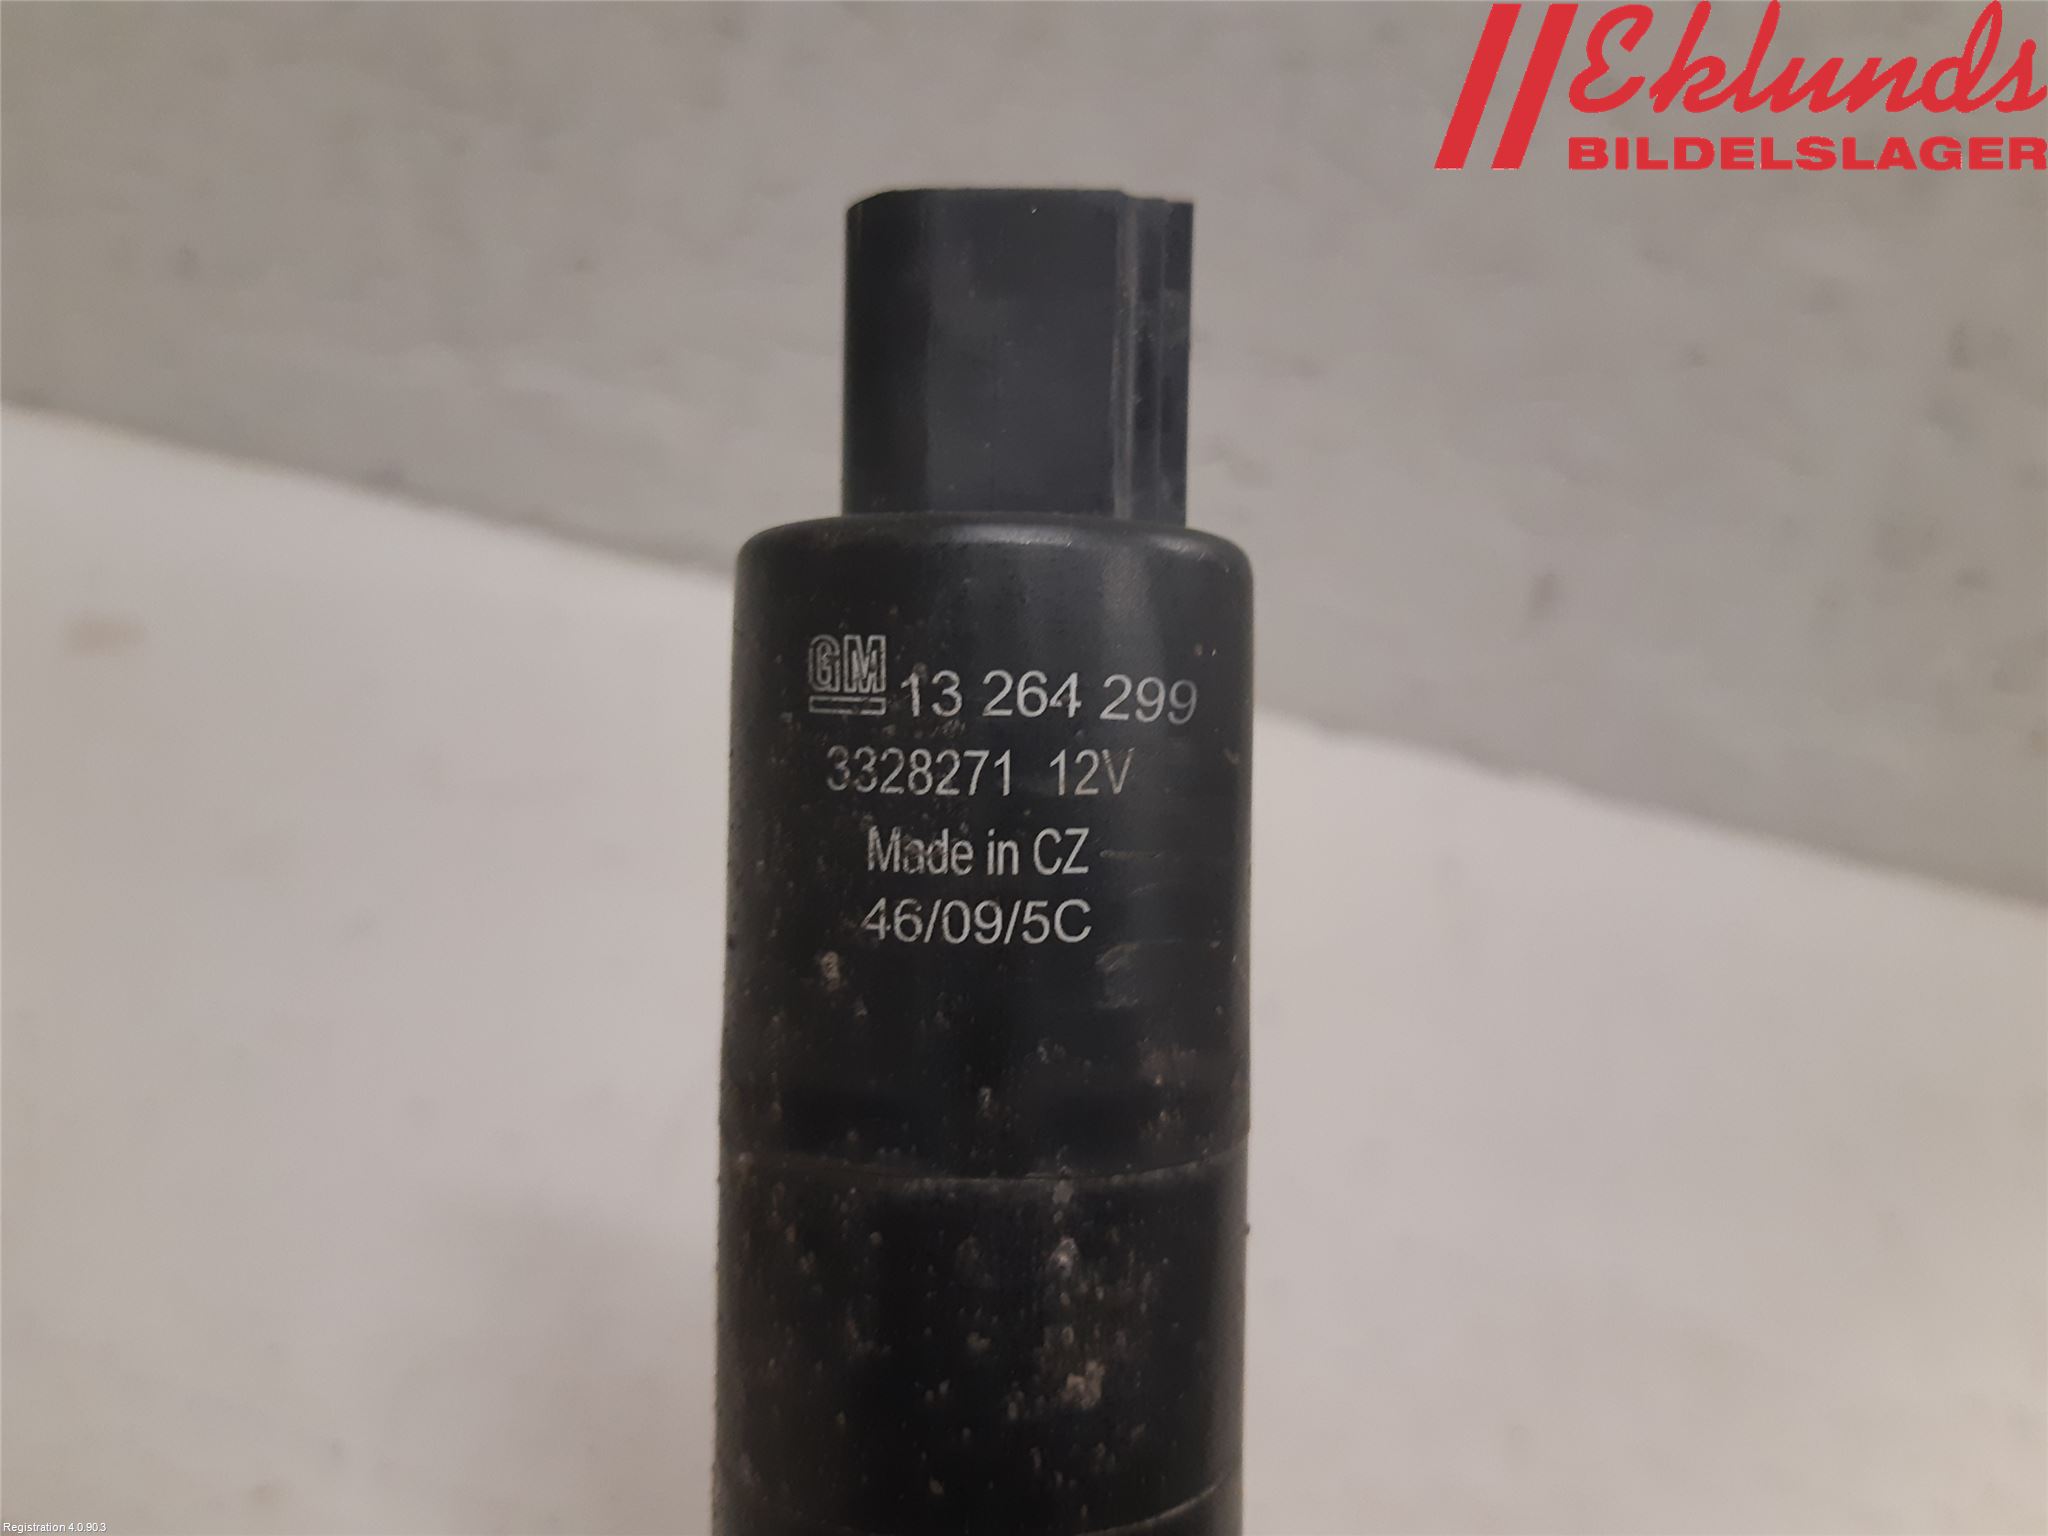 Eklunds
BILDELSLAGER
GM 13 264 299
3328271 12V
Made in CZ
46/09/5C
Registration 4.0.90.3